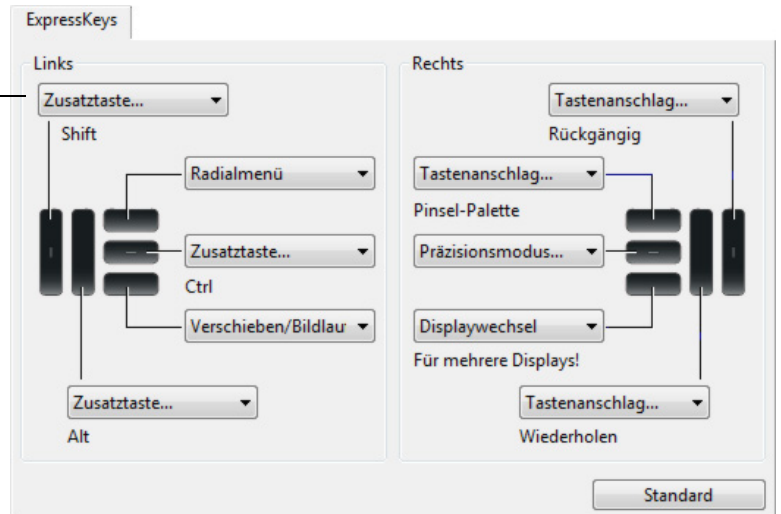 ExpressKeys
Links
Zusatztaste...
Shift
Radialmenü
Zusatztaste...
Ctrl
Verschieben/Bildlauf
Zusatztaste...
Alt
Rechts
Tastenanschlag...
Rückgängig
Tastenanschlag...
Pinsel-Palette
Präzisionsmodus...
Displaywechsel
Für mehrere Displays!
Tastenanschlag...
Wiederholen
Standard